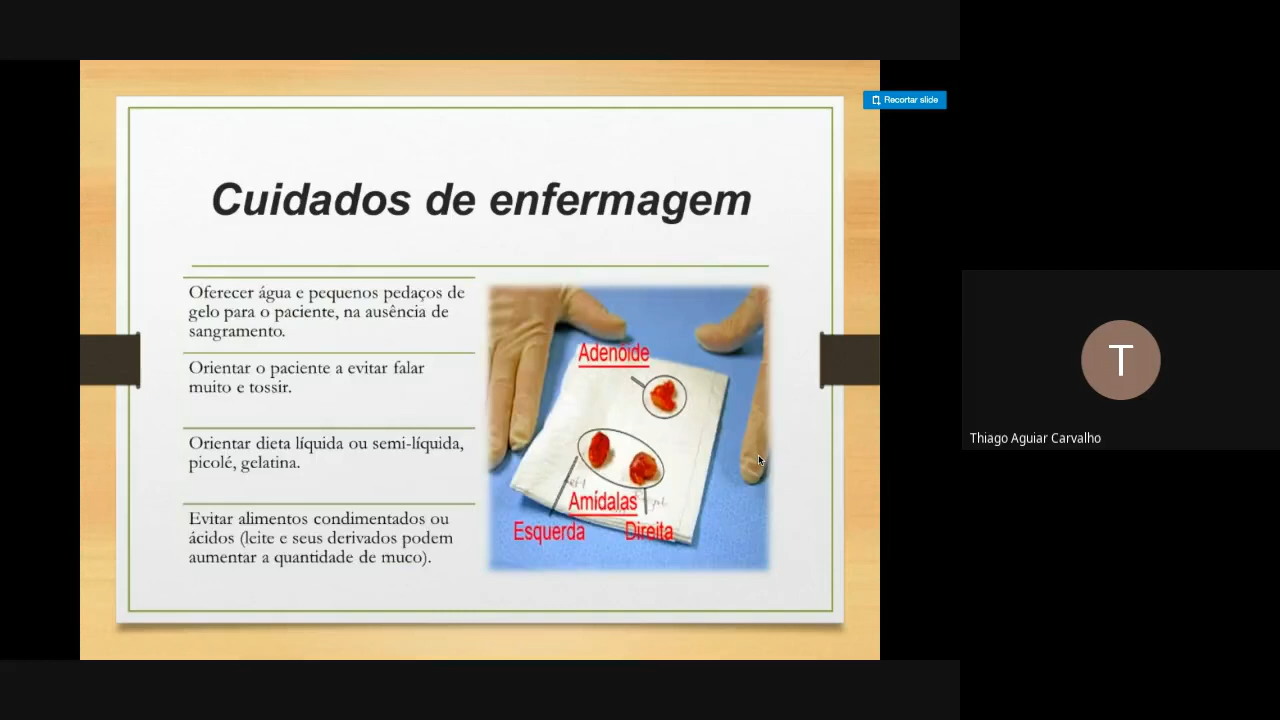 Recortar slide
Cuidados de enfermagem
Oferecer água e pequenos pedaços de
gelo para o paciente, na ausência de
sangramento.
Orientar o paciente a evitar falar
muito e tossir.
Orientar dieta líquida ou semi-líquida,
picolé, gelatina.
Evitar alimentos condimentados ou
ácidos (leite e seus derivados podem
aumentar a quantidade de muco).
Adenóide
Amídalas
Esquerda Direita
T
Thiago Aguiar Carvalho